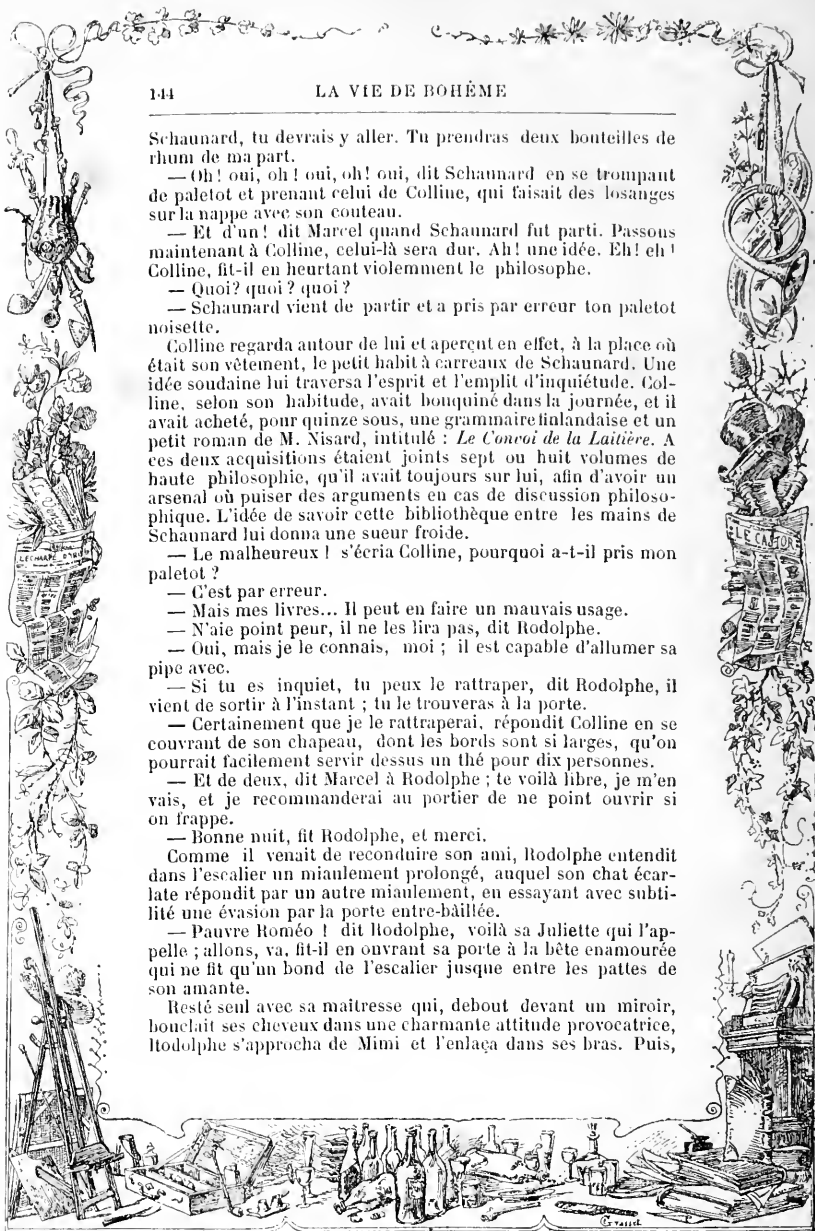 144
LA VIE DE BOHÊME
Schaunard, tu devrais y aller. Tu prendras deux bouteilles de
rhum de ma part.
— Oh! oui, oh! oui, oh! oui, dit Schaunard en se trompant
de paletot et prenant celui de Colline, qui faisait des losanges
sur la nappe avec son couteau.
— Et d'un! dit Marcel quand Schaunard fut parti. Passons
maintenant à Colline, celui-là sera dur. Ah! une idée. Eh! eh!
Colline, fit-il en heurtant violemment le philosophe.
— Quoi? quoi? quoi?
— Schaunard vient de partir et a pris par erreur ton paletot
noisette.
Colline regarda autour de lui et aperçut en effet, à la place où
était son vêtement, le petit habit à carreaux de Schaunard. Une
idée soudaine lui traversa l'esprit et l'emplit d'inquiétude. Col-
line, selon son habitude, avait bouquiné dans la journée, et il
avait acheté, pour quinze sous, une grammaire finlandaise et un
petit roman de M. Nisard, intitulé : Le Convoi de la Laitière. A
ces deux acquisitions étaient joints sept ou huit volumes de
haute philosophie, qu'il avait toujours sur lui, afin d'avoir un
arsenal où puiser des arguments en cas de discussion philoso-
phique. L'idée de savoir cette bibliothèque entre les mains de
Schaunard lui donna une sueur froide.
— Le malheureux ! s'écria Colline, pourquoi a-t-il pris mon
paletot ?
— C'est par erreur.
— Mais mes livres... Il peut en faire un mauvais usage.
— N'aie point peur, il ne les lira pas, dit Rodolphe.
— Oui, mais je le connais, moi ; il est capable d'allumer sa
pipe avec.
— Si tu es inquiet, tu peux le rattraper, dit Rodolphe, il
vient de sortir à l'instant ; tu le trouveras à la porte.
— Certainement que je le rattraperai, répondit Colline en se
couvrant de son chapeau, dont les bords sont si larges, qu'on
pourrait facilement servir dessus un thé pour dix personnes.
— Et de deux, dit Marcel à Rodolphe ; te voilà libre, je m'en
vais, et je recommanderai au portier de ne point ouvrir si
on frappe.
— Bonne nuit, fit Rodolphe, et merci.
Comme il venait de reconduire son ami, Rodolphe entendit
dans l'escalier un miaulement prolongé, auquel son chat écar-
late répondit par un autre miaulement, en essayant avec subti-
lité une évasion par la porte entre-bâillée.
— Pauvre Roméo ! dit Rodolphe, voilà sa Juliette qui l'ap-
pelle ; allons, va, fit-il en ouvrant sa porte à la bête enamourée
qui ne fit qu'un bond de l'escalier jusque entre les pattes de
son amante.
Resté seul avec sa maitresse qui, debout devant un miroir,
bouclait ses cheveux dans une charmante attitude provocatrice,
Rodolphe s'approcha de Mimi et l'enlaça dans ses bras. Puis,
L'ECHARPE D'
LE CASTOR
Grasset